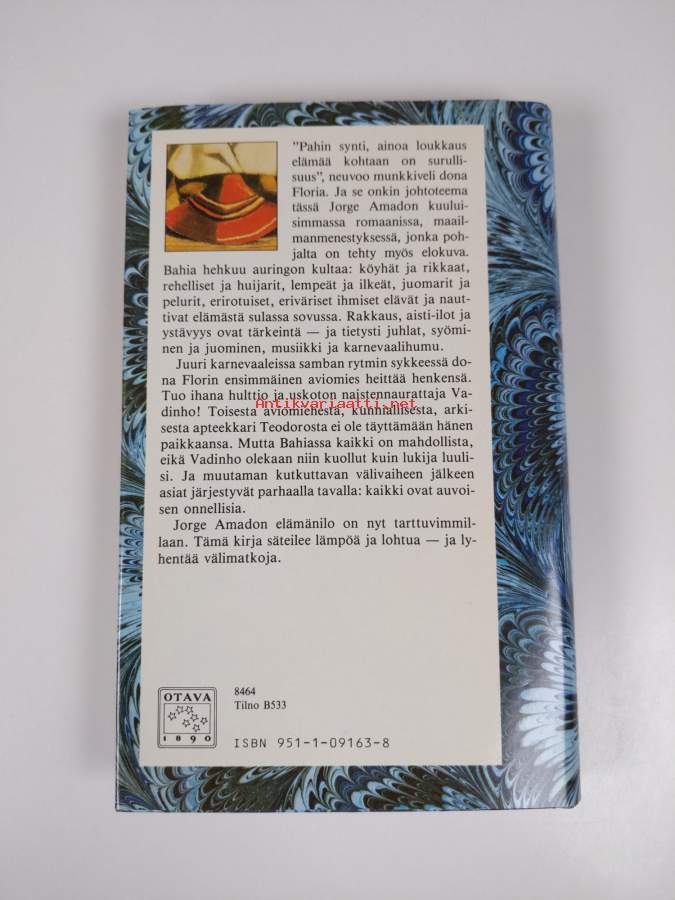 ”Pahin synti, ainoa loukkaus
elämää kohtaan on surulli-
suus”, neuvoo munkkiveli dona
Floria. Ja se onkin johtoteema
tässä Jorge Amadon kuului-
simmassa romaanissa, maail-
manmenestyksessä, jonka poh-
jalta on tehty myös elokuva.
Bahia hehkuu auringon kultaa: köyhät ja rikkaat,
rehelliset ja huijarit, lempeät ja ilkeät, juomarit ja
pelurit, erirotuiset, eriväriset ihmiset elävät ja naut-
tivat elämästä sulassa sovussa. Rakkaus, aisti-ilot ja
ystävyys ovat tärkeintä — ja tietysti juhlat, syömi-
nen ja juominen, musiikki ja karnevaalihumu.
Juuri karnevaaleissa samban rytmin sykkeessä do-
na Florin ensimmäinen aviomies heittää henkensä.
Tuo ihana hulttio ja uskoton naistennaurattaja Va-
dinho! Toisesta aviomiehestä, kunnallisesta, arki-
sesta apteekkari Teodorosta ei ole täyttämään hänen
paikkaansa. Mutta Bahiassa kaikki on mahdollista,
eikä Vadinho olekaan niin kuollut kuin lukija luuli-
si. Ja muutaman kutkuttavan välivaiheen jälkeen
asiat järjestyvät parhaalla tavalla: kaikki ovat auvoi-
sen onnellisia.
Jorge Amadon elämänilo on nyt tarttuvimmil-
laan. Tämä kirja säteilee lämpöä ja lohtua — ja ly-
hentää välimatkoja.
Antikvariaatti.net
OTAVA
1890
8464
Tilno B533
ISBN 951-1-09163-8